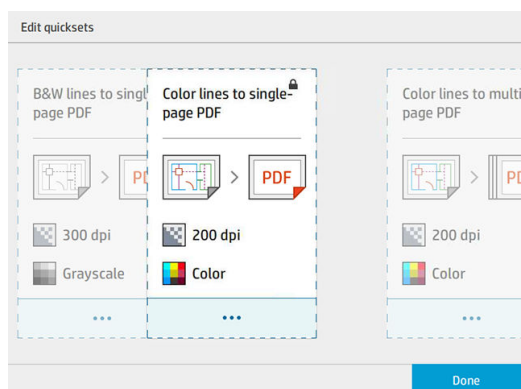 Edit quicksets
B&W lines to singl
page PDF
300 dpi
Grayscale
...
Color lines to single-
page PDF
PDF
200 dpi
Color
...
Color lines to multi
page PDF
200 dpi
Color
...
Done